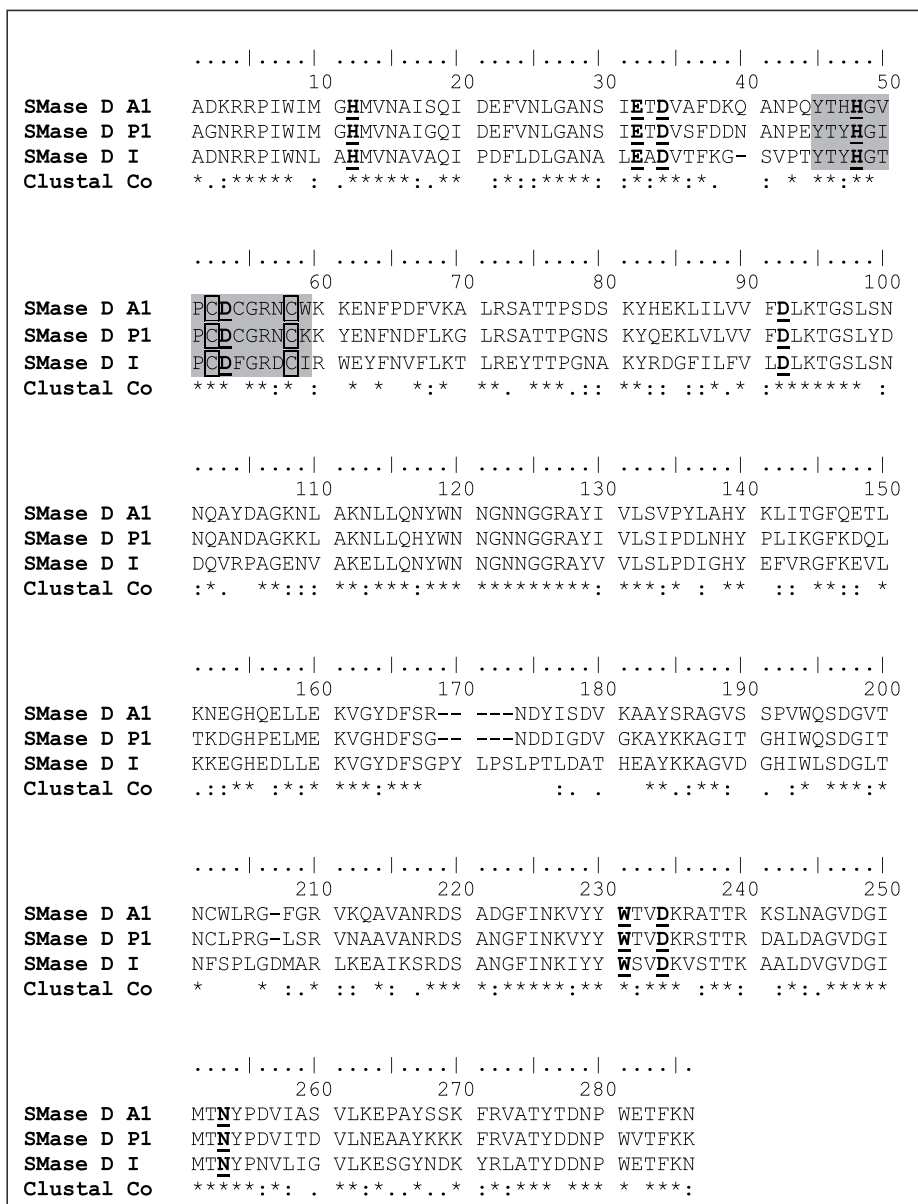 ....|....| ....|....| ....|....| ....|....| ....|....|
10 20 30 40 50
SMase D A1 ADKRRPIWIM GHMVNAISQI DEFVNLGANS IETDVAFDKQ ANPQYTHHGV
SMase D P1 AGNRRPIWIM GHMVNAIGQI DEFVNLGANS IETDVSFDDN ANPEYTYHGI
SMase D I ADNRRPIWNL AHMVNAVAQI PDFLDLGANA LEADVTFKG- SVPTYTYHGT
Clustal Co *.:***** : .*****:.** :*::****: :*:**:*. * * **:**
....|....| ....|....| ....|....| ....|....| ....|....|
60 70 80 90 100
SMase D A1 PCDCGRNCWK KENFPDFVKA LRSATTPSDS KYHEKLILVV FDLKTGSLSN
SMase D P1 PCDCGRNCKK YENFNDFLKG LRSATTPGNS KYQEKLVLVV FDLKTGSLYD
SMase D I PCDFGRDCIR WEYFNVFLKT LREYTTPGNA KYRDGFILFV LDLKTGSLSN
Clustal Co *** **:* : * * *:* **. ***.:: **:: ::*.* :******* :
....|....| ....|....| ....|....| ....|....| ....|....|
110 120 130 140 150
SMase D A1 NQAYDAGKNL AKNLLQNYWN NGNNGGRAYI VLSVPYLAHY KLITGFQETL
SMase D P1 NQANDAGKKL AKNLLQHYWN NGNNGGRAYI VLSIPDLNHY PLIKGFKDQL
SMase D I DQVRPAGENV AKELLQNYWN NGNNGGRAYV VLSLPDIGHY EFVRGFKEVL
Clustal Co :*. **:: **:***:*** *********: ***:* : ** :: **:: *
....|....| ....|....| ....|....| ....|....| ....|....|
160 170 180 190 200
SMase D A1 KNEGHQELLE KVGYDFSR-- ---NDYISDV KAAYSRAGVS SPVWQSDGVT
SMase D P1 TKDGHPELME KVGHDFSG-- ---NDDIGDV GKAYKKAGIT GHIWQSDGIT
SMase D I KKEGHEDLLE KVGYDFSGPY LPSLPTLDAT HEAYKKAGVD GHIWLSDGLT
Clustal Co .::** :*:* ***:*** :. . **.:**: . :* ***:*
....|....| ....|....| ....|....| ....|....| ....|....|
210 220 230 240 250
SMase D A1 NCWLRG-FGR VKQAVANRDS ADGFINKVYY WTVDKRATTR KSLNAGVDGI
SMase D P1 NCLPRG-LSR VNAAVANRDS ANGFINKVYY WTVDKRSTTR DALDAGVDGI
SMase D I NFSPLGDMAR LKEAIKSRDS ANGFINKIYY WSVDKVSTTK AALDVGVDGI
Clustal Co * * :.* :: *: .*** *:*****:** *:*** :**: :*:.*****
....|....| ....|....| ....|....| ....|.
260 270 280
SMase D A1 MTNYPDVIAS VLKEPAYSSK FRVATYTDNP WETFKN
SMase D P1 MTNYPDVITD VLNEAAYKKK FRVATYDDNP WVTFKK
SMase D I MTNYPNVLIG VLKESGYNDK YRLATYDDNP WETFKN
Clustal Co *****:*: . **:*..*..* :*:*** *** * ***: